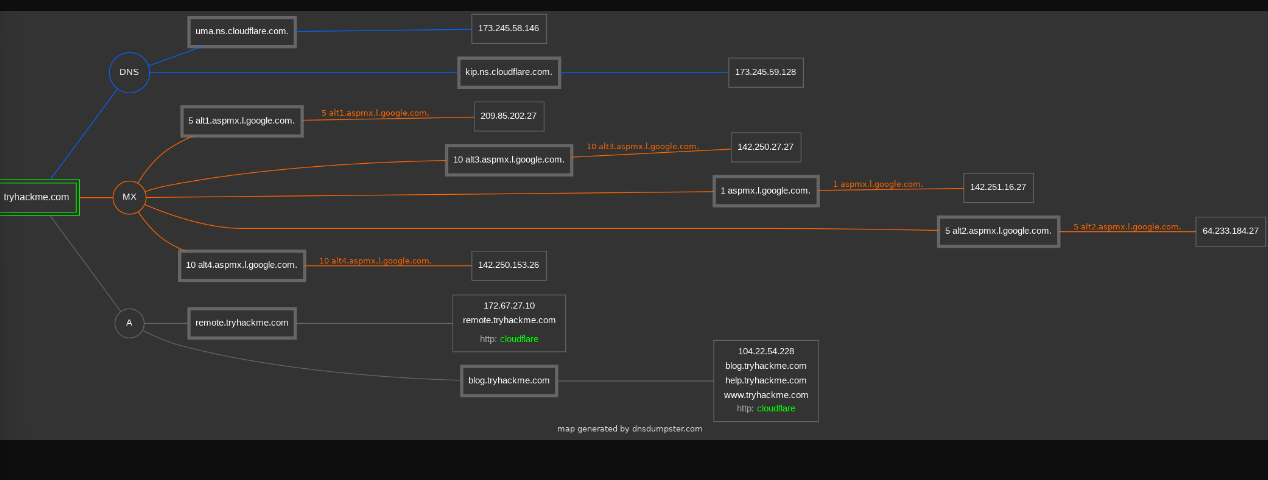 uma.ns.cloudflare.com.
173.245.58.146
DNS
kip.ns.cloudflare.com.
173.245.59.128
5 alt1.aspmx.l.google.com.
5 alt1.aspmx.l.google.com.
209.85.202.27
10 alt3.aspmx.l.google.com.
10 alt3.aspmx.l.google.com.
142.250.27.27
tryhackme.com
MX
1 aspmx.l.google.com.
1 aspmx.l.google.com.
142.251.16.27
5 alt2.aspmx.l.google.com.
5 alt2.aspmx.l.google.com.
64.233.184.27
10 alt4.aspmx.l.google.com.
10 alt4.aspmx.l.google.com.
142.250.153.26
A
remote.tryhackme.com
172.67.27.10
remote.tryhackme.com
http: cloudflare
blog.tryhackme.com
104.22.54.228
blog.tryhackme.com
help.tryhackme.com
www.tryhackme.com
http: cloudflare
map generated by dnsdumpster.com